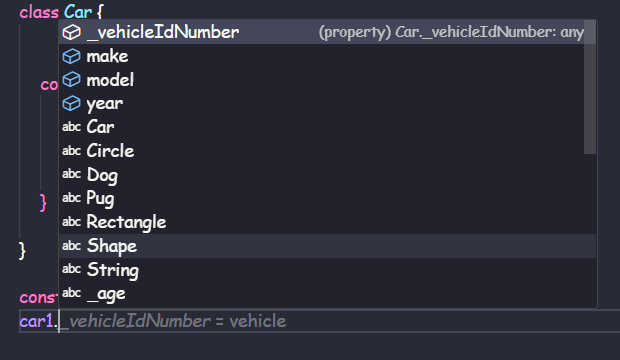 class Car {
_vehicleIdNumber (property) Car._vehicleIdNumber: any
make
co model
year
abc Car
abc Circle
abc Dog
} abc Pug
abc Rectangle
} abc Shape
abc String
const abc _age
car1._vehicleIdNumber = vehicle